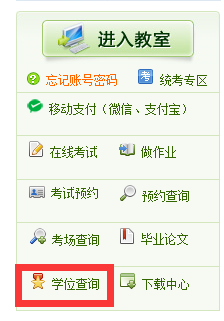 进入教室
忘记账号密码 考 统考专区
移动支付（微信、支付宝）
在线考试 做作业
考试预约 预约查询
考场查询 毕业论文
学位查询 下载中心